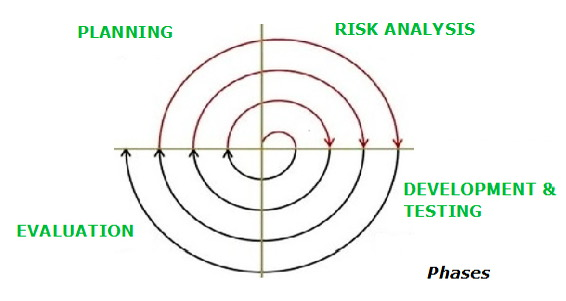 PLANNING
RISK ANALYSIS
DEVELOPMENT &
TESTING
EVALUATION
Phases